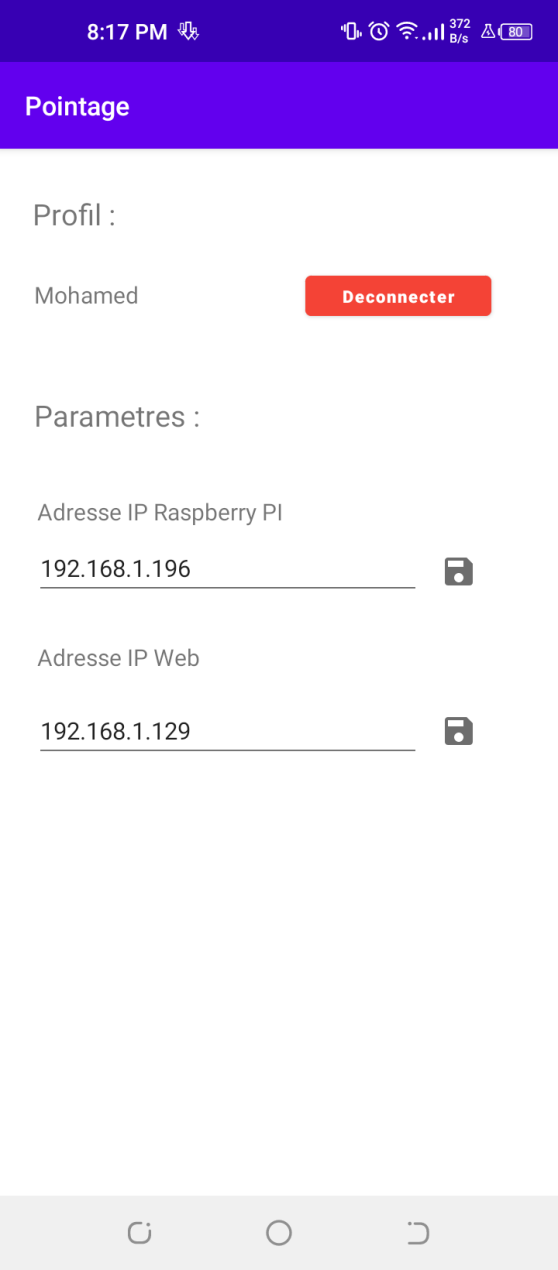 8:17 PM 372 B/s 80
Pointage
Profil :
Mohamed Deconnecter
Parametres :
Adresse IP Raspberry PI
192.168.1.196
Adresse IP Web
192.168.1.129